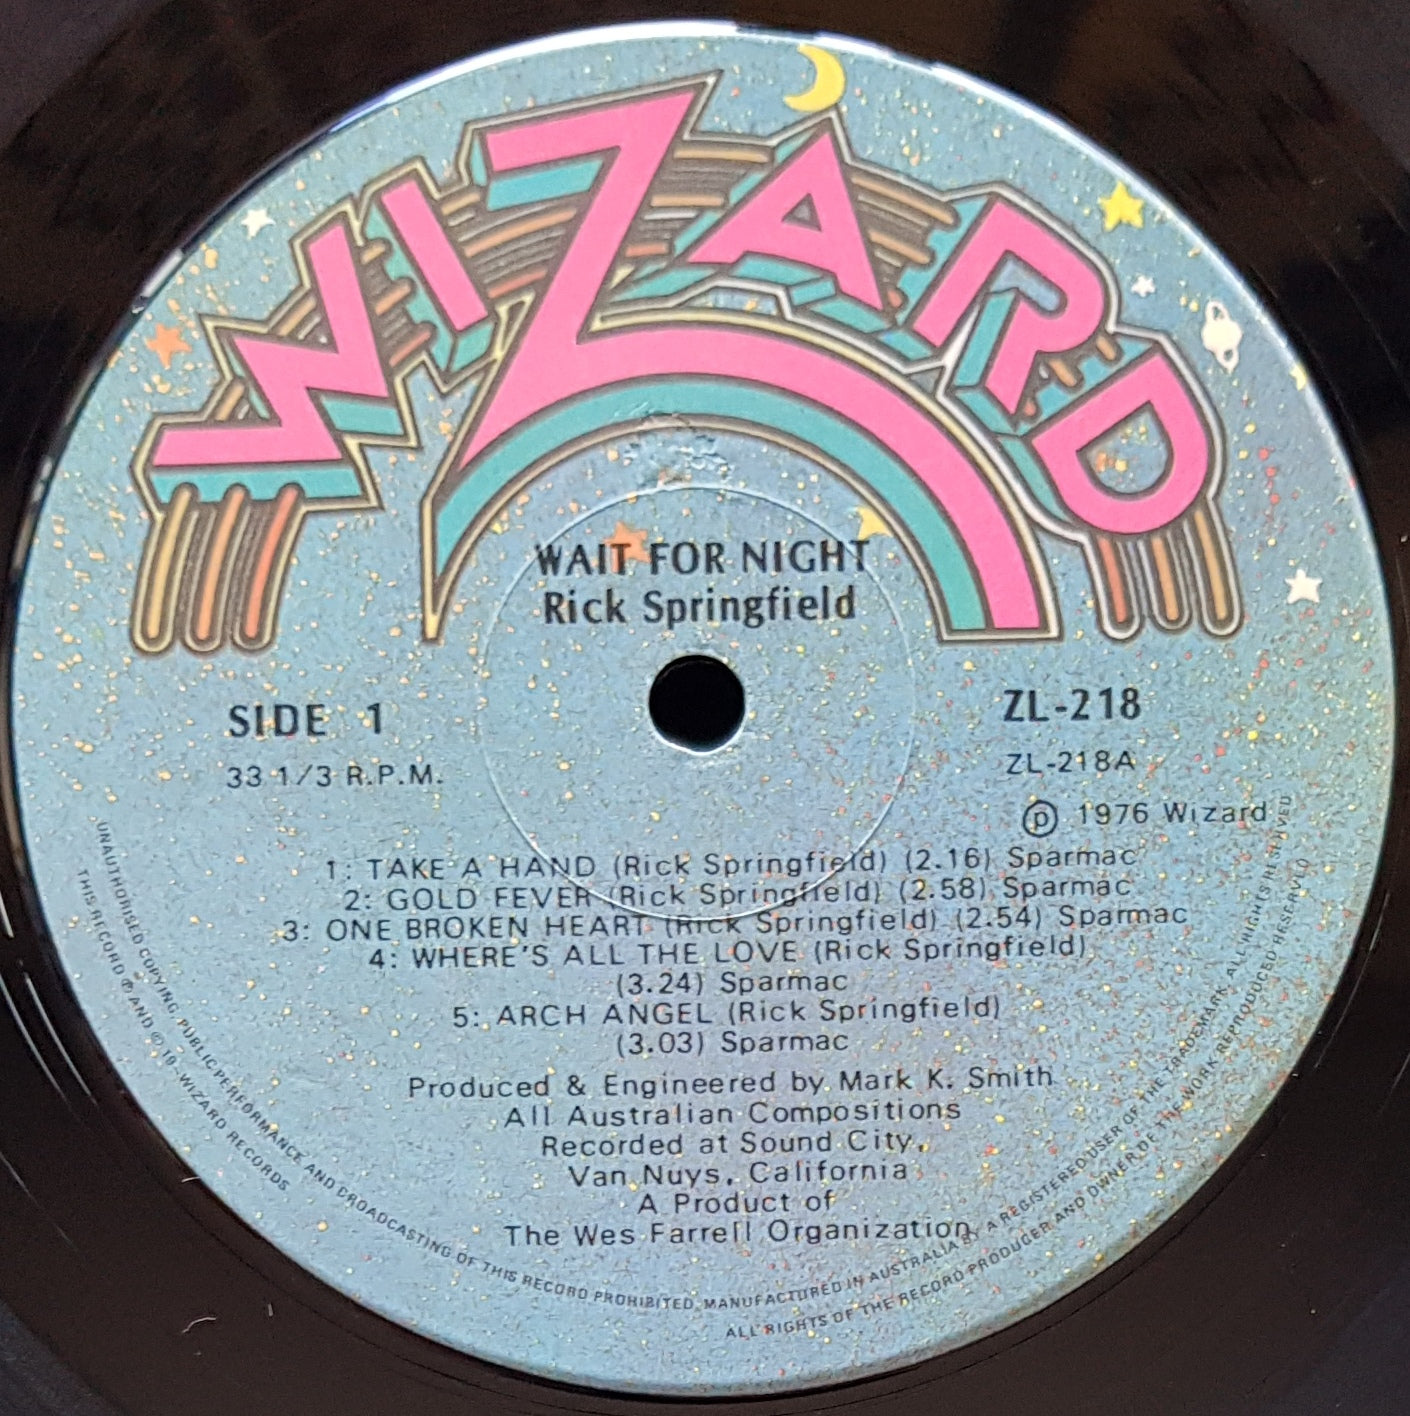 WIZARD
WAIT FOR NIGHT
Rick Springfield
SIDE 1
33 1/3 R.P.M.
ZL-218
ZL-218A
Ⓟ 1976 Wizard
1: TAKE A HAND (Rick Springfield) (2.16) Sparmac
2: GOLD FEVER (Rick Springfield) (2.58) Sparmac
3: ONE BROKEN HEART (Rick Springfield) (2.54) Sparmac
4: WHERE'S ALL THE LOVE (Rick Springfield)
(3.24) Sparmac
5: ARCH ANGEL (Rick Springfield)
(3.03) Sparmac
Produced & Engineered by Mark K. Smith
All Australian Compositions
Recorded at Sound City,
Van Nuys, California
A Product of
The Wes Farrell Organization
UNAUTHORISED COPYING, PUBLIC PERFORMANCE AND BROADCASTING OF THIS RECORD PROHIBITED. MANUFACTURED IN AUSTRALIA BY A REGISTERED USER OF THE TRADEMARK. ALL RIGHTS RESERVED
THIS RECORD Ⓟ AND © 19 - WIZARD RECORDS
ALL RIGHTS OF THE RECORD PRODUCER AND OWNER OF THE WORK REPRODUCED RESERVED